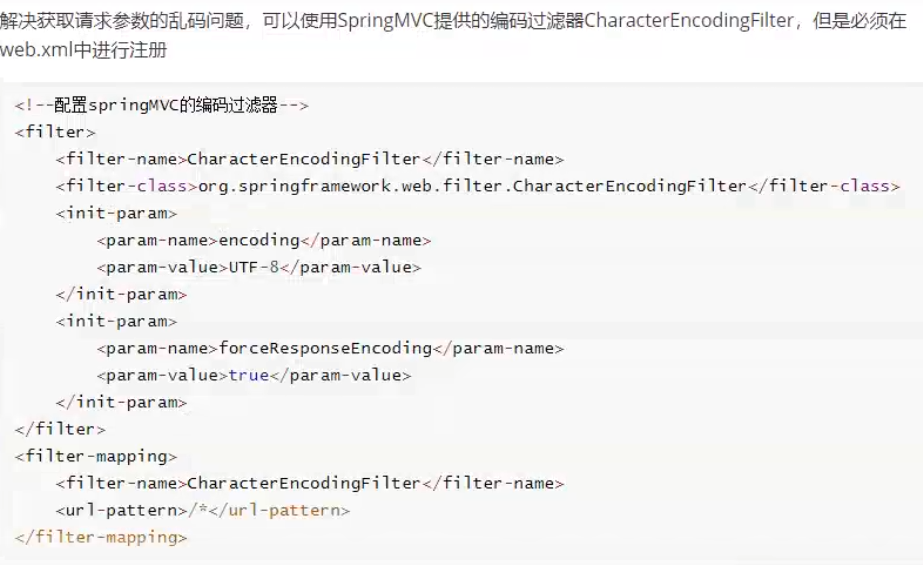 解决获取请求参数的乱码问题，可以使用SpringMVC提供的编码过滤器CharacterEncodingFilter，但是必须在
web.xml中进行注册
<!--配置springMVC的编码过滤器-->
<filter>
    <filter-name>CharacterEncodingFilter</filter-name>
    <filter-class>org.springframework.web.filter.CharacterEncodingFilter</filter-class>
    <init-param>
        <param-name>encoding</param-name>
        <param-value>UTF-8</param-value>
    </init-param>
    <init-param>
        <param-name>forceResponseEncoding</param-name>
        <param-value>true</param-value>
    </init-param>
</filter>
<filter-mapping>
    <filter-name>CharacterEncodingFilter</filter-name>
    <url-pattern>/*</url-pattern>
</filter-mapping>